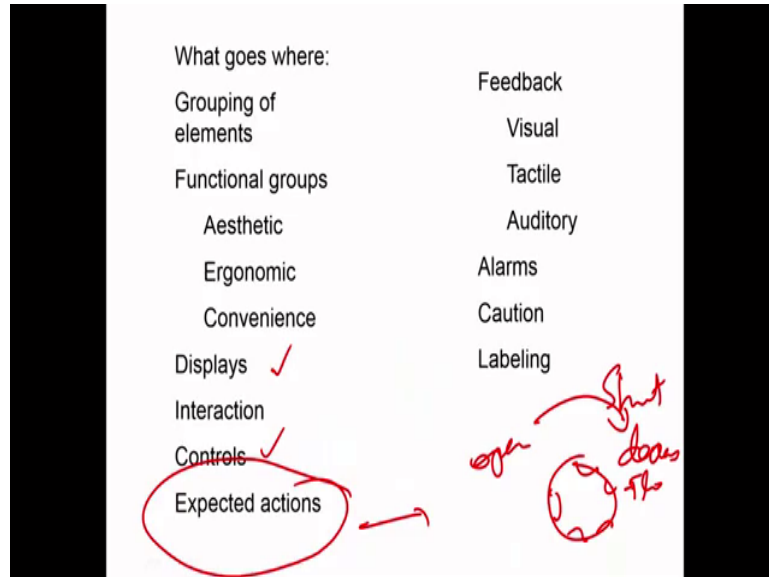 What goes where:
Grouping of
elements
Functional groups
Aesthetic
Ergonomic
Convenience
Displays
Interaction
Controls
Expected actions
Feedback
Visual
Tactile
Auditory
Alarms
Caution
Labeling
Shut
open